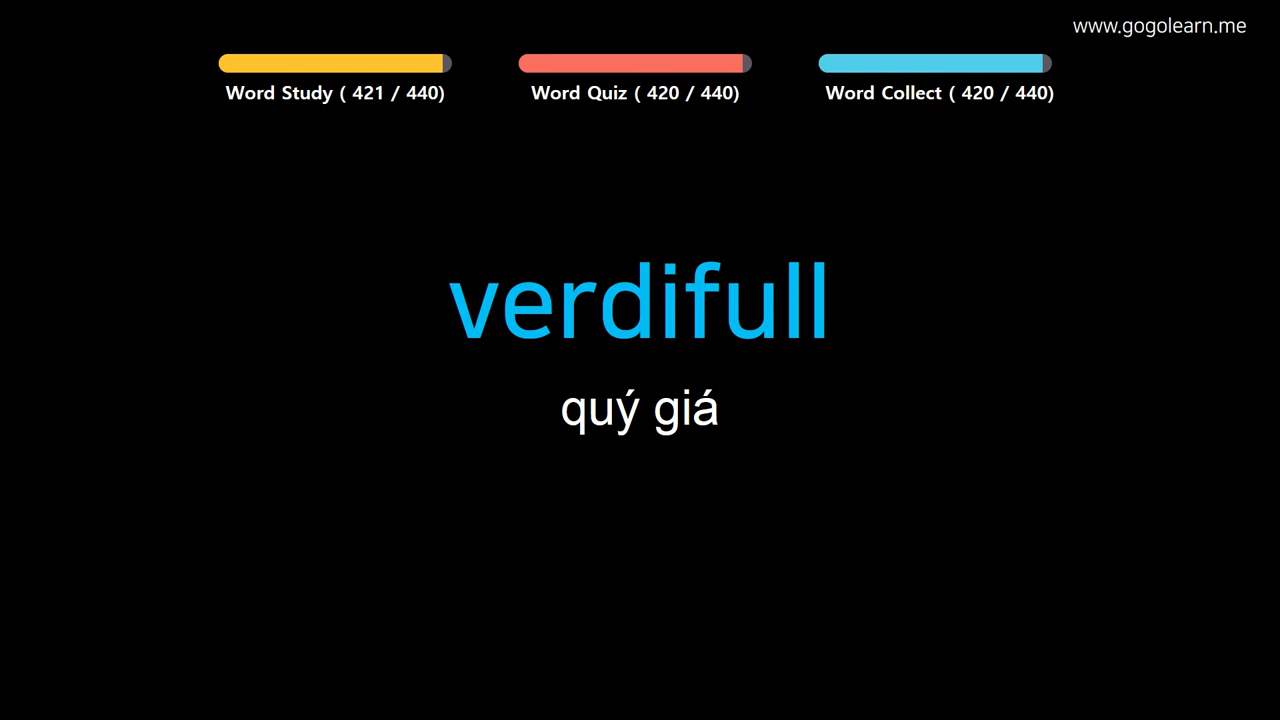 www.gogolearn.me
Word Study ( 421 / 440)
Word Quiz ( 420 / 440)
Word Collect ( 420 / 440)
verdifull
quý giá